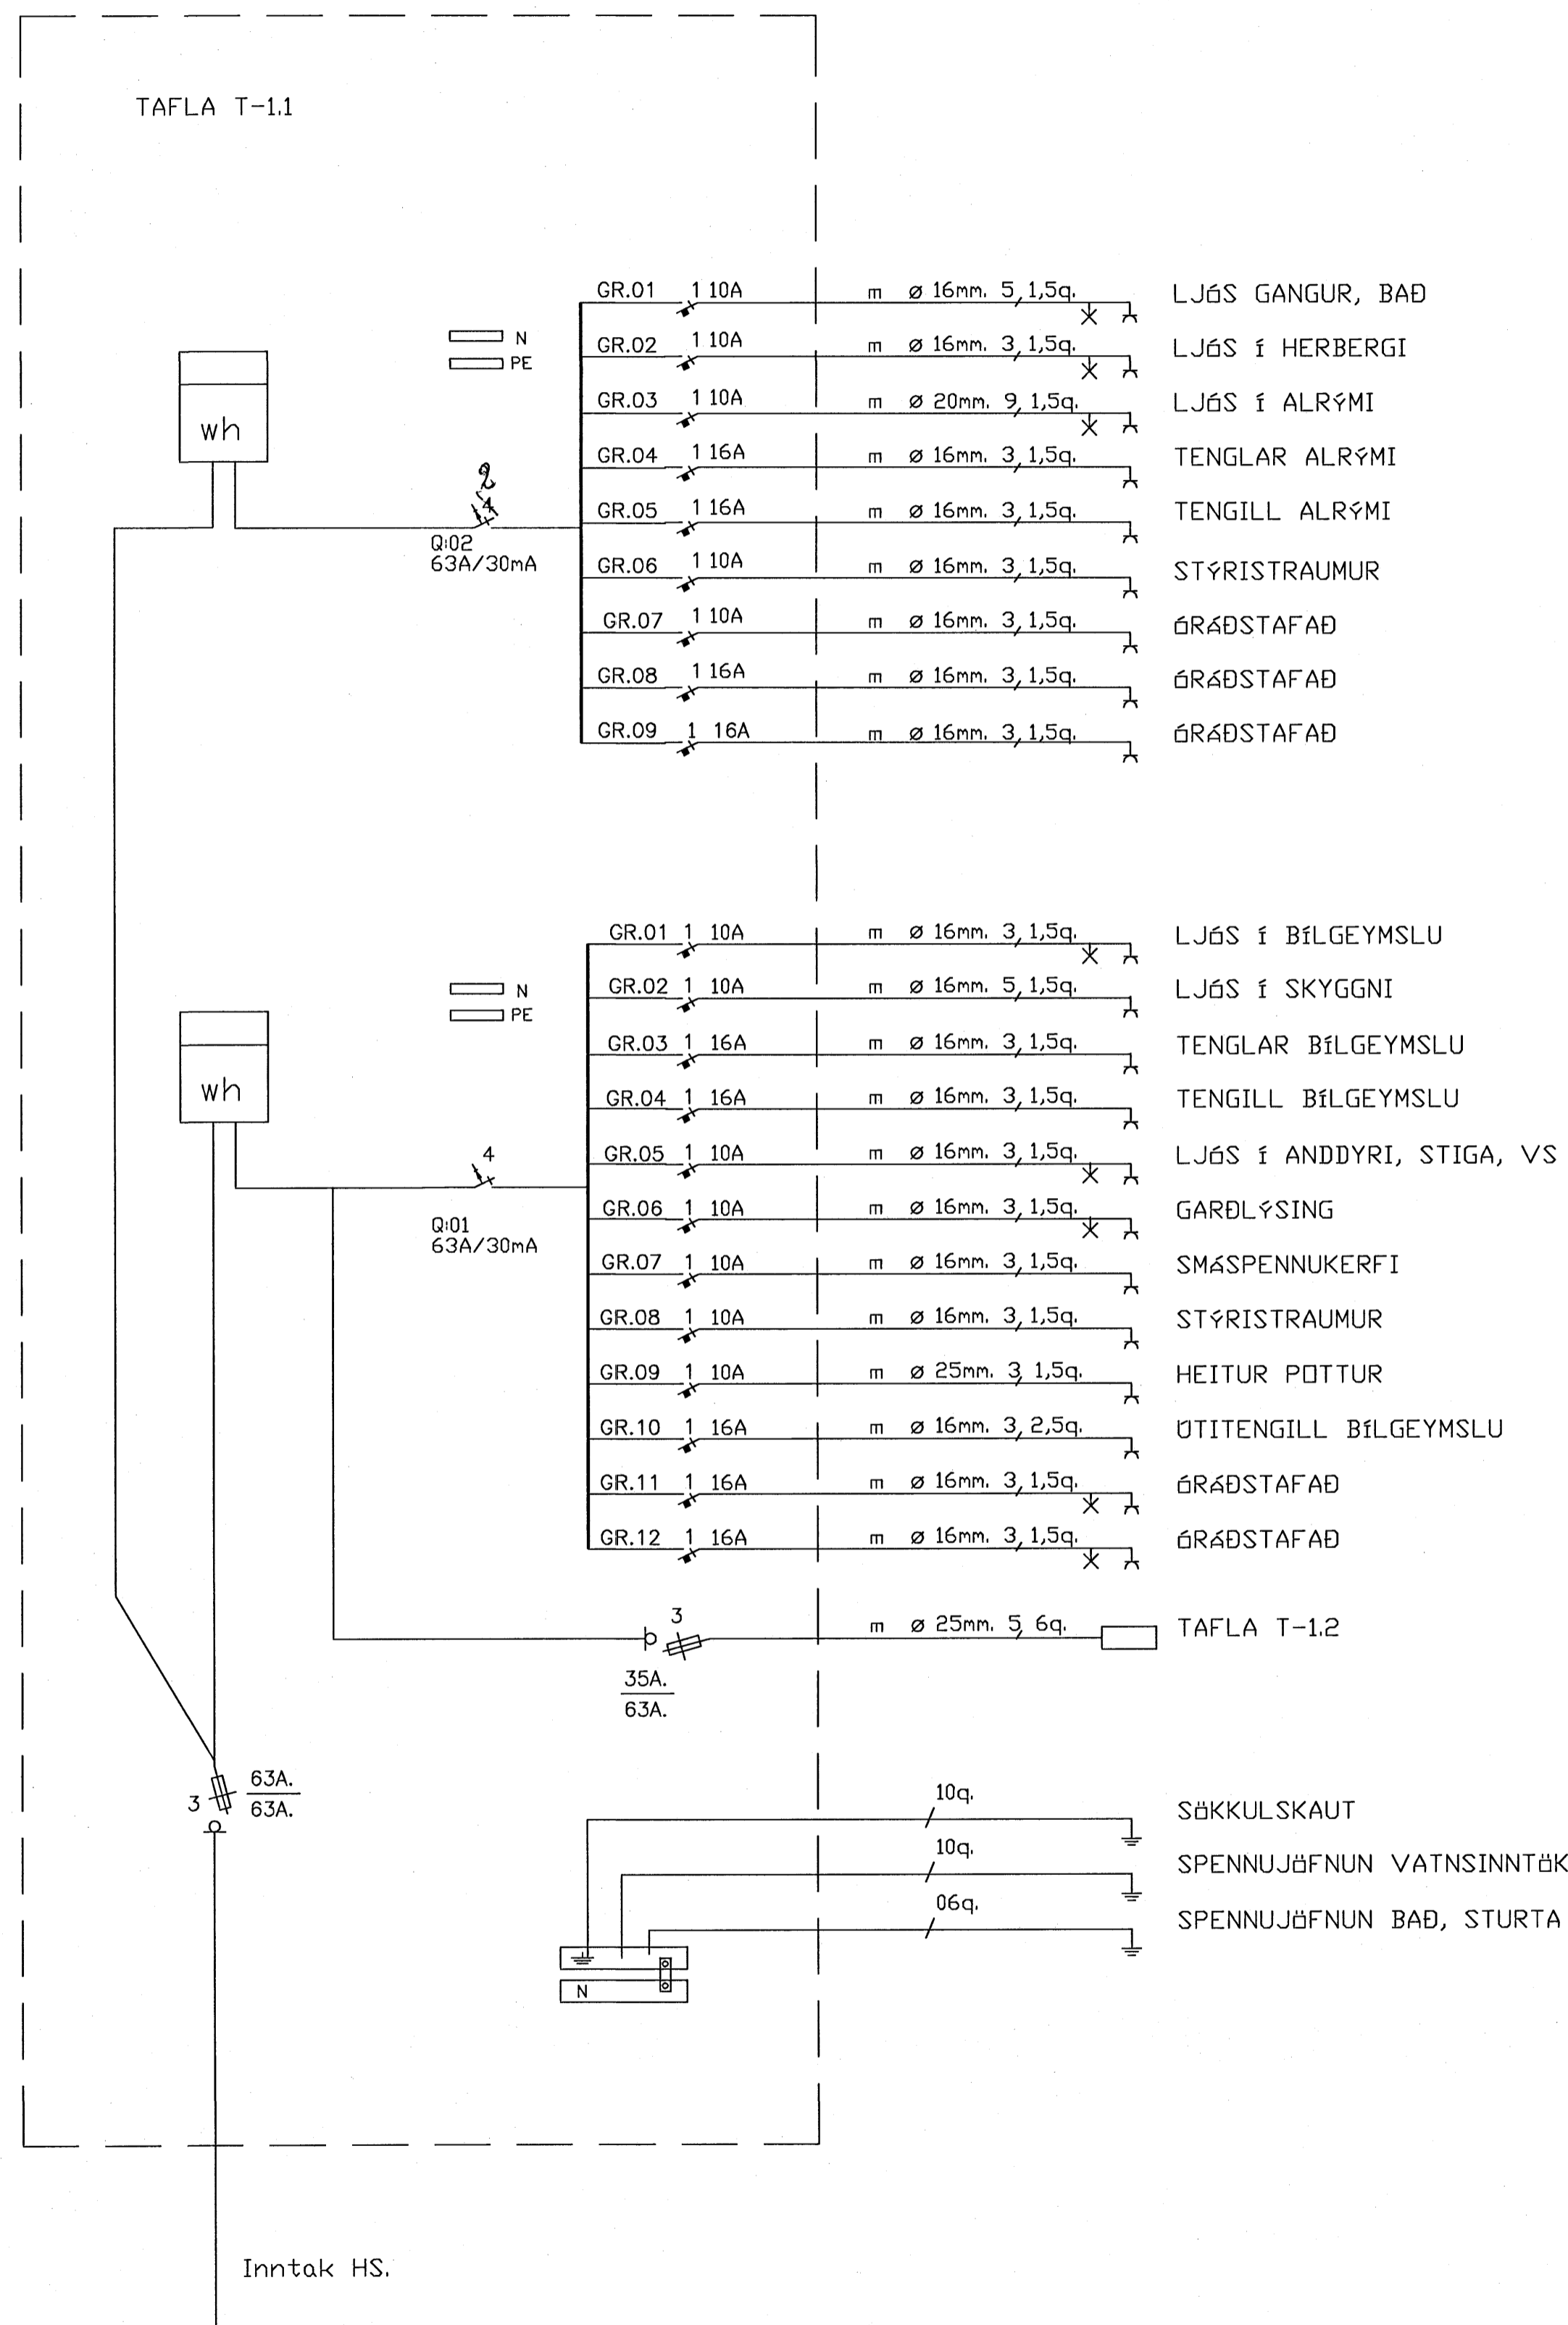 TAFLA T-1.1
GR.01 1 10A m ø 16mm. 5, 1,5q. LJóS GANGUR, BAÐ
GR.02 1 10A m ø 16mm. 3, 1,5q. LJóS í HERBERGI
GR.03 1 10A m ø 20mm. 9, 1,5q. LJóS í ALRÝMI
GR.04 1 16A m ø 16mm. 3, 1,5q. TENGLAR ALRÝMI
GR.05 1 16A m ø 16mm. 3, 1,5q. TENGILL ALRÝMI
GR.06 1 10A m ø 16mm. 3, 1,5q. STÝRISTRAUMUR
GR.07 1 10A m ø 16mm. 3, 1,5q. óRÁÐSTAFAÐ
GR.08 1 16A m ø 16mm. 3, 1,5q. óRÁÐSTAFAÐ
GR.09 1 16A m ø 16mm. 3, 1,5q. óRÁÐSTAFAÐ
N
PE
wh
2
4
Q:02
63A/30mA
GR.01 1 10A m ø 16mm. 3, 1,5q. LJóS í BíLGEYMSLU
GR.02 1 10A m ø 16mm. 5, 1,5q. LJóS í SKYGGNI
GR.03 1 16A m ø 16mm. 3, 1,5q. TENGLAR BíLGEYMSLU
GR.04 1 16A m ø 16mm. 3, 1,5q. TENGILL BíLGEYMSLU
GR.05 1 10A m ø 16mm. 3, 1,5q. LJóS í ANDDYRI, STIGA, VS
GR.06 1 10A m ø 16mm. 3, 1,5q. GARÐLÝSING
GR.07 1 10A m ø 16mm. 3, 1,5q. SMÁSPENNUKERFI
GR.08 1 10A m ø 16mm. 3, 1,5q. STÝRISTRAUMUR
GR.09 1 10A m ø 25mm. 3, 1,5q. HEITUR POTTUR
GR.10 1 16A m ø 16mm. 3, 2,5q. ÚTITENGILL BíLGEYMSLU
GR.11 1 16A m ø 16mm. 3, 1,5q. óRÁÐSTAFAÐ
GR.12 1 16A m ø 16mm. 3, 1,5q. óRÁÐSTAFAÐ
N
PE
wh
4
Q:01
63A/30mA
3 m ø 25mm. 5, 6q. TAFLA T-1.2
35A.
63A.
3 63A.
63A.
10q. SöKKULSKAUT
10q. SPENNUJöFNUN VATNSINNTöK
06q. SPENNUJöFNUN BAÐ, STURTA
N
Inntak HS.